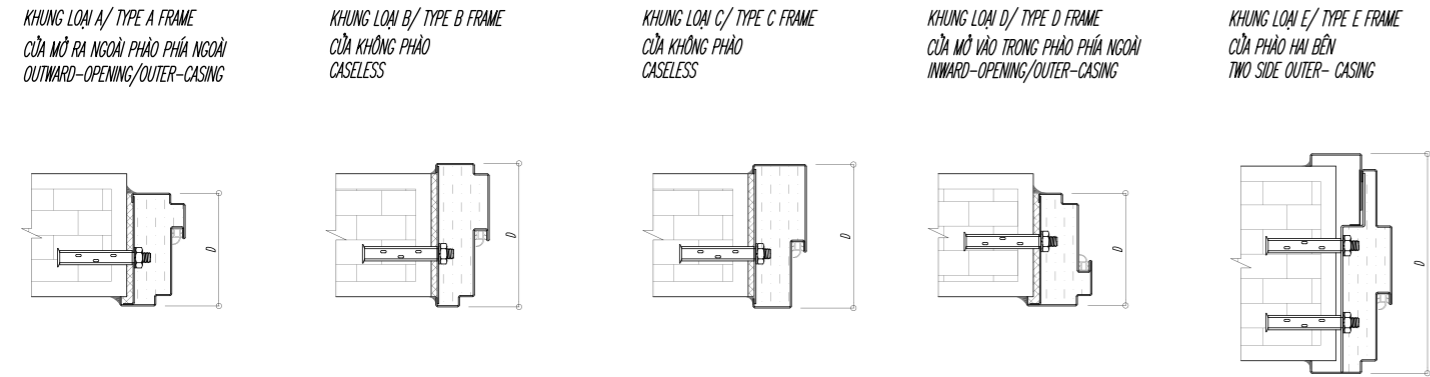 KHUNG LOẠI A/ TYPE A FRAME
CỬA MỞ RA NGOÀI PHÀO PHÍA NGOÀI
OUTWARD-OPENING/OUTER-CASING
KHUNG LOẠI B/ TYPE B FRAME
CỬA KHÔNG PHÀO
CASELESS
KHUNG LOẠI C/ TYPE C FRAME
CỬA KHÔNG PHÀO
CASELESS
KHUNG LOẠI D/ TYPE D FRAME
CỬA MỞ VÀO TRONG PHÀO PHÍA NGOÀI
INWARD-OPENING/OUTER-CASING
KHUNG LOẠI E/ TYPE E FRAME
CỬA PHÀO HAI BÊN
TWO SIDE OUTER- CASING
D
D
D
D
D